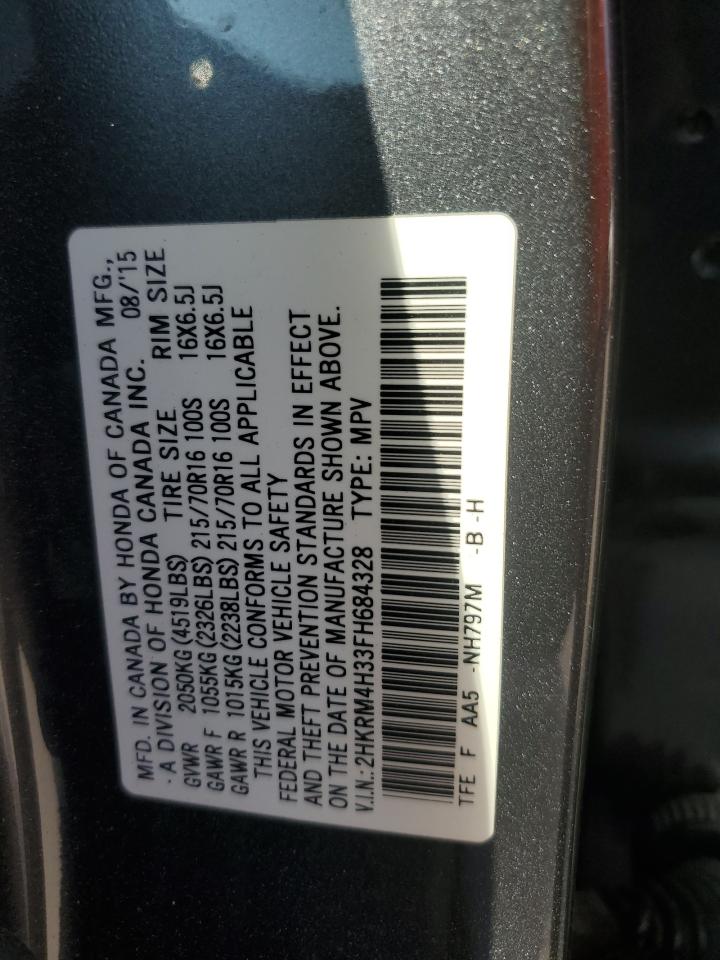 MFD. IN CANADA BY HONDA OF CANADA MFG.,
- A DIVISION OF HONDA CANADA INC. 08/'15
GVWR 2050KG (4519LBS) TIRE SIZE RIM SIZE
GAWR F 1055KG (2326LBS) 215/70R16 100S 16X6.5J
GAWR R 1015KG (2238LBS) 215/70R16 100S 16X6.5J
THIS VEHICLE CONFORMS TO ALL APPLICABLE
FEDERAL MOTOR VEHICLE SAFETY
AND THEFT PREVENTION STANDARDS IN EFFECT
ON THE DATE OF MANUFACTURE SHOWN ABOVE.
V.I.N.: 2HKRM4H33FH684328 TYPE: MPV
TFE F AA5 -NH797M -B -H